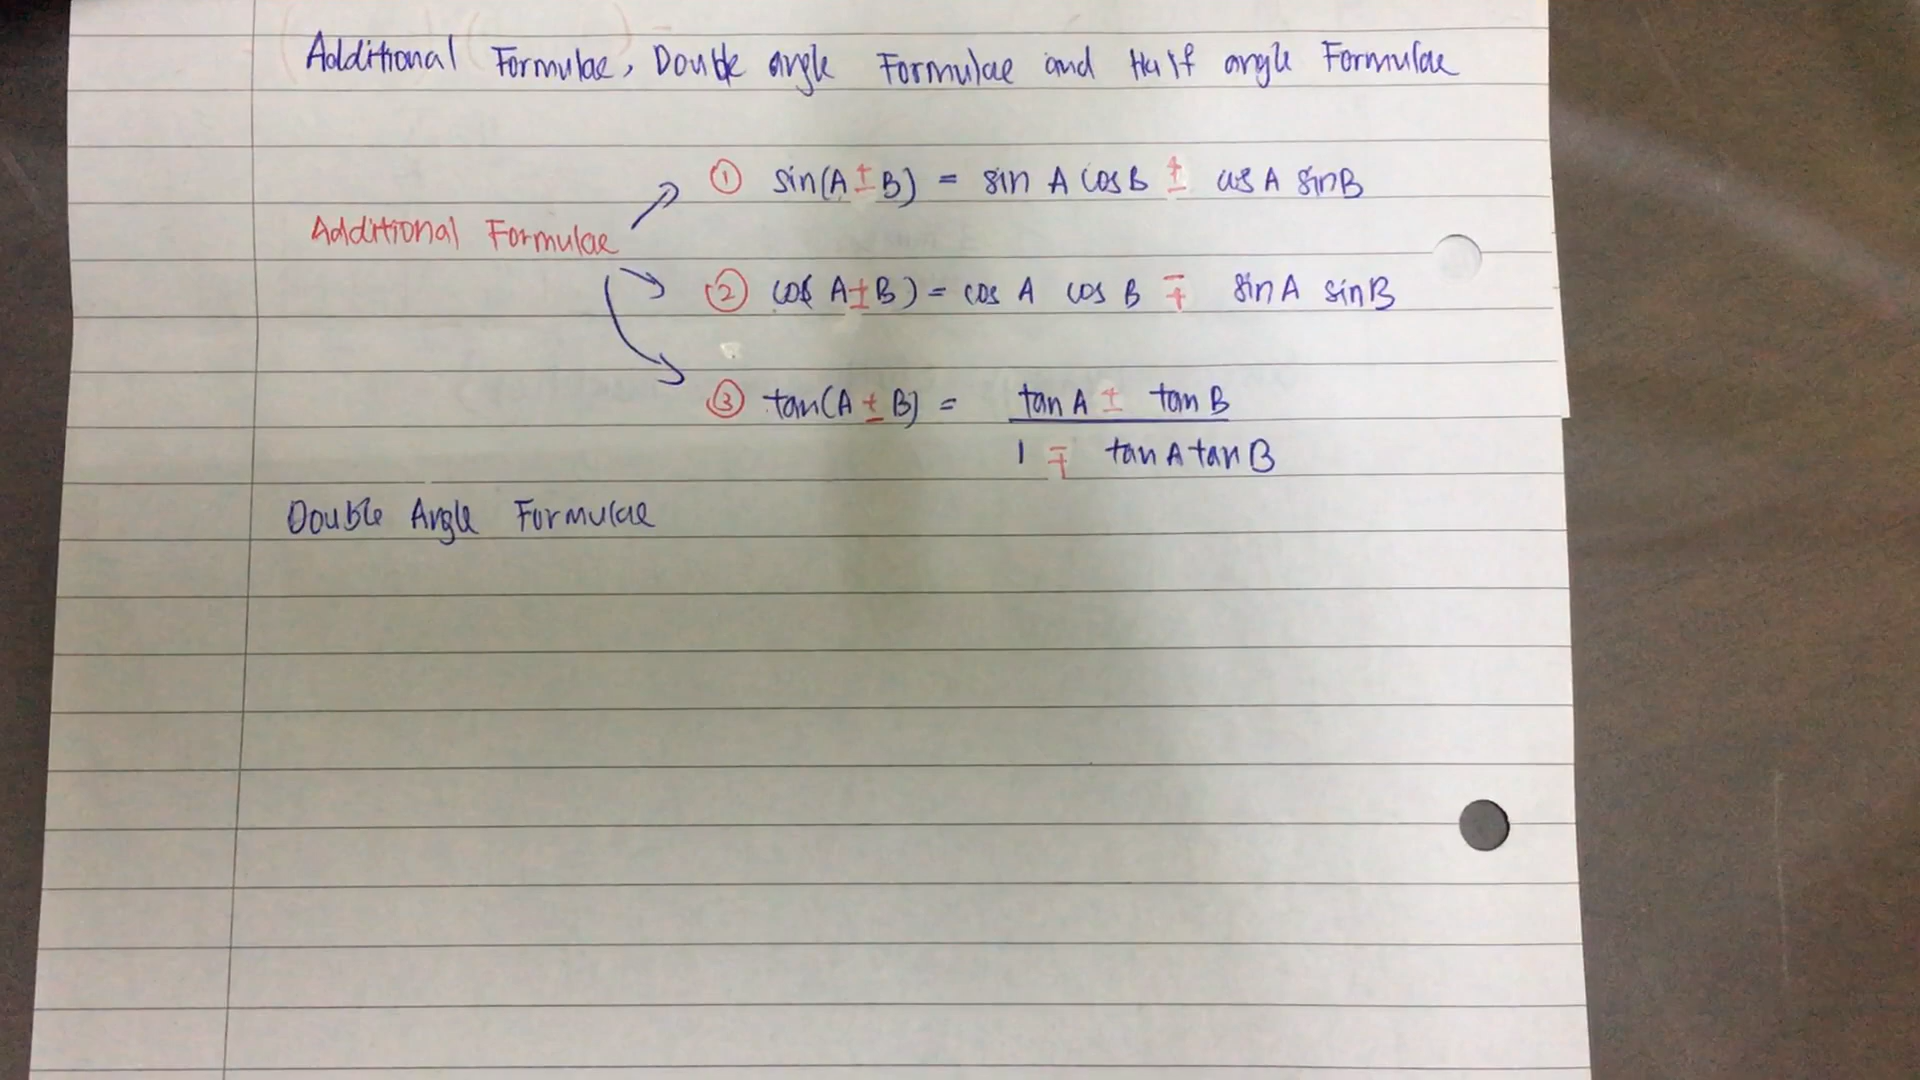 Additional Formulae, Double angle Formulae and Half angle Formulae
① sin(A ± B) = sin A cos B ± cos A sin B
Additional Formulae
② cos( A ± B ) = cos A cos B ∓ sin A sin B
③ tan(A ± B) = tan A ± tan B
1 ∓ tan A tan B
Double Angle Formulae